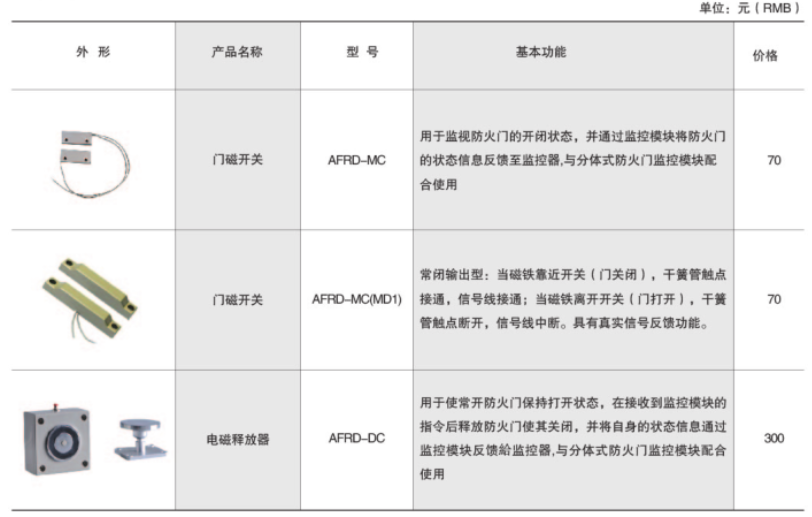 单位：元（RMB）
外 形
产品名称
型 号
基本功能
价格
门磁开关
AFRD-MC
用于监视防火门的开闭状态，并通过监控模块将防火门
的状态信息反馈至监控器,与分体式防火门监控模块配
合使用
70
门磁开关
AFRD-MC(MD1)
常闭输出型：当磁铁靠近开关（门关闭），干簧管触点
接通，信号线接通；当磁铁离开开关（门打开），干簧
管触点断开，信号线中断。具有真实信号反馈功能。
70
电磁释放器
AFRD-DC
用于使常开防火门保持打开状态，在接收到监控模块的
指令后释放防火门使其关闭，并将自身的状态信息通过
监控模块反馈給监控器,与分体式防火门监控模块配合
使用
300